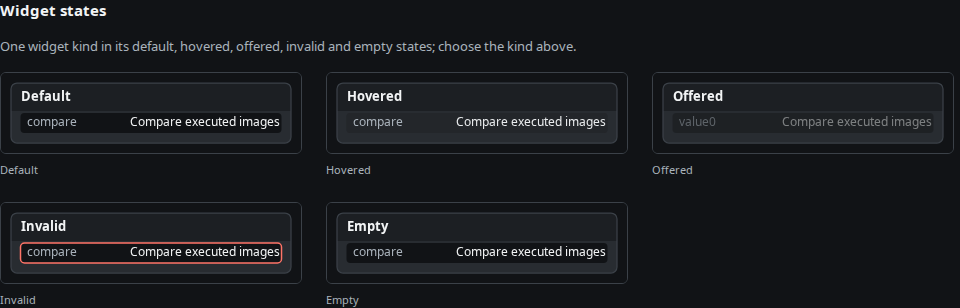 Widget states
One widget kind in its default, hovered, offered, invalid and empty states; choose the kind above.
Default
compare Compare executed images
Default
Hovered
compare Compare executed images
Hovered
Offered
value0 Compare executed images
Offered
Invalid
compare Compare executed images
Invalid
Empty
compare Compare executed images
Empty